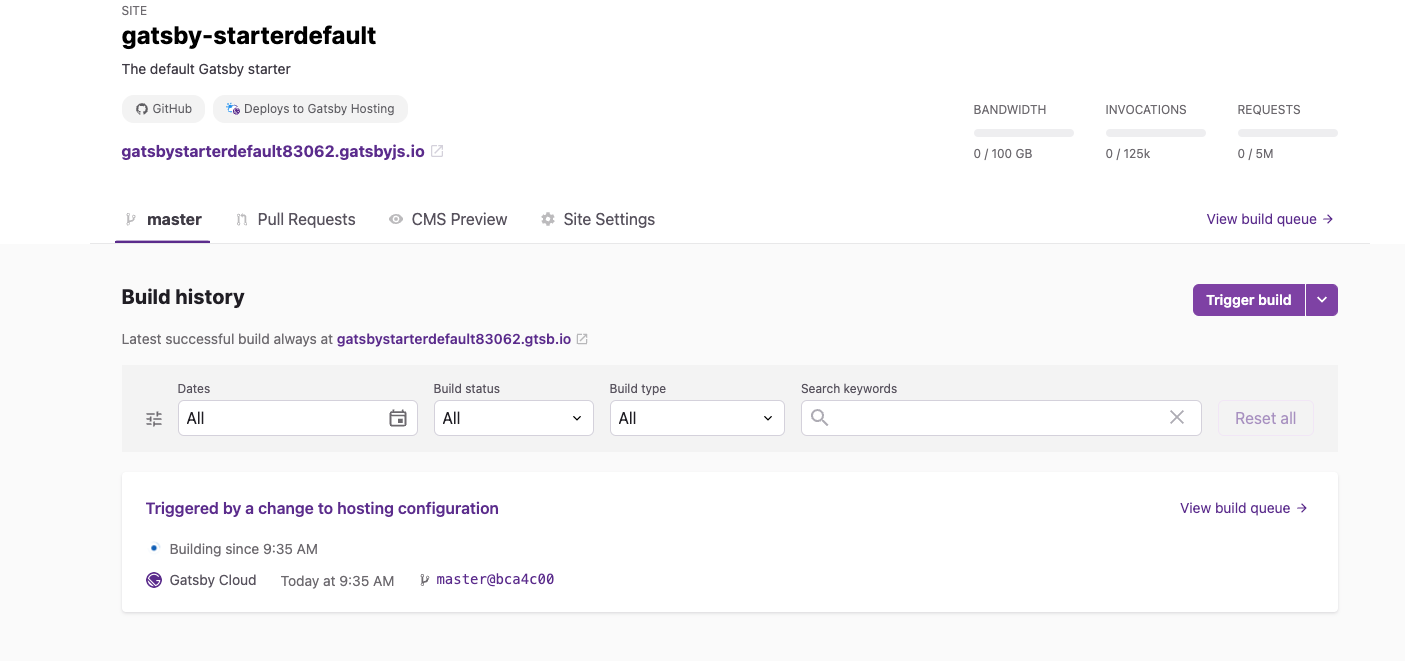 SITE
gatsby-starterdefault
The default Gatsby starter
GitHub Deploys to Gatsby Hosting
gatsbystarterdefault83062.gatsbyjs.io
BANDWIDTH INVOCATIONS REQUESTS
0 / 100 GB 0 / 125k 0 / 5M
master Pull Requests CMS Preview Site Settings View build queue →
Build history Trigger build
Latest successful build always at gatsbystarterdefault83062.gtsb.io
Dates Build status Build type Search keywords
All All All Reset all
Triggered by a change to hosting configuration View build queue →
Building since 9:35 AM
Gatsby Cloud Today at 9:35 AM master@bca4c00